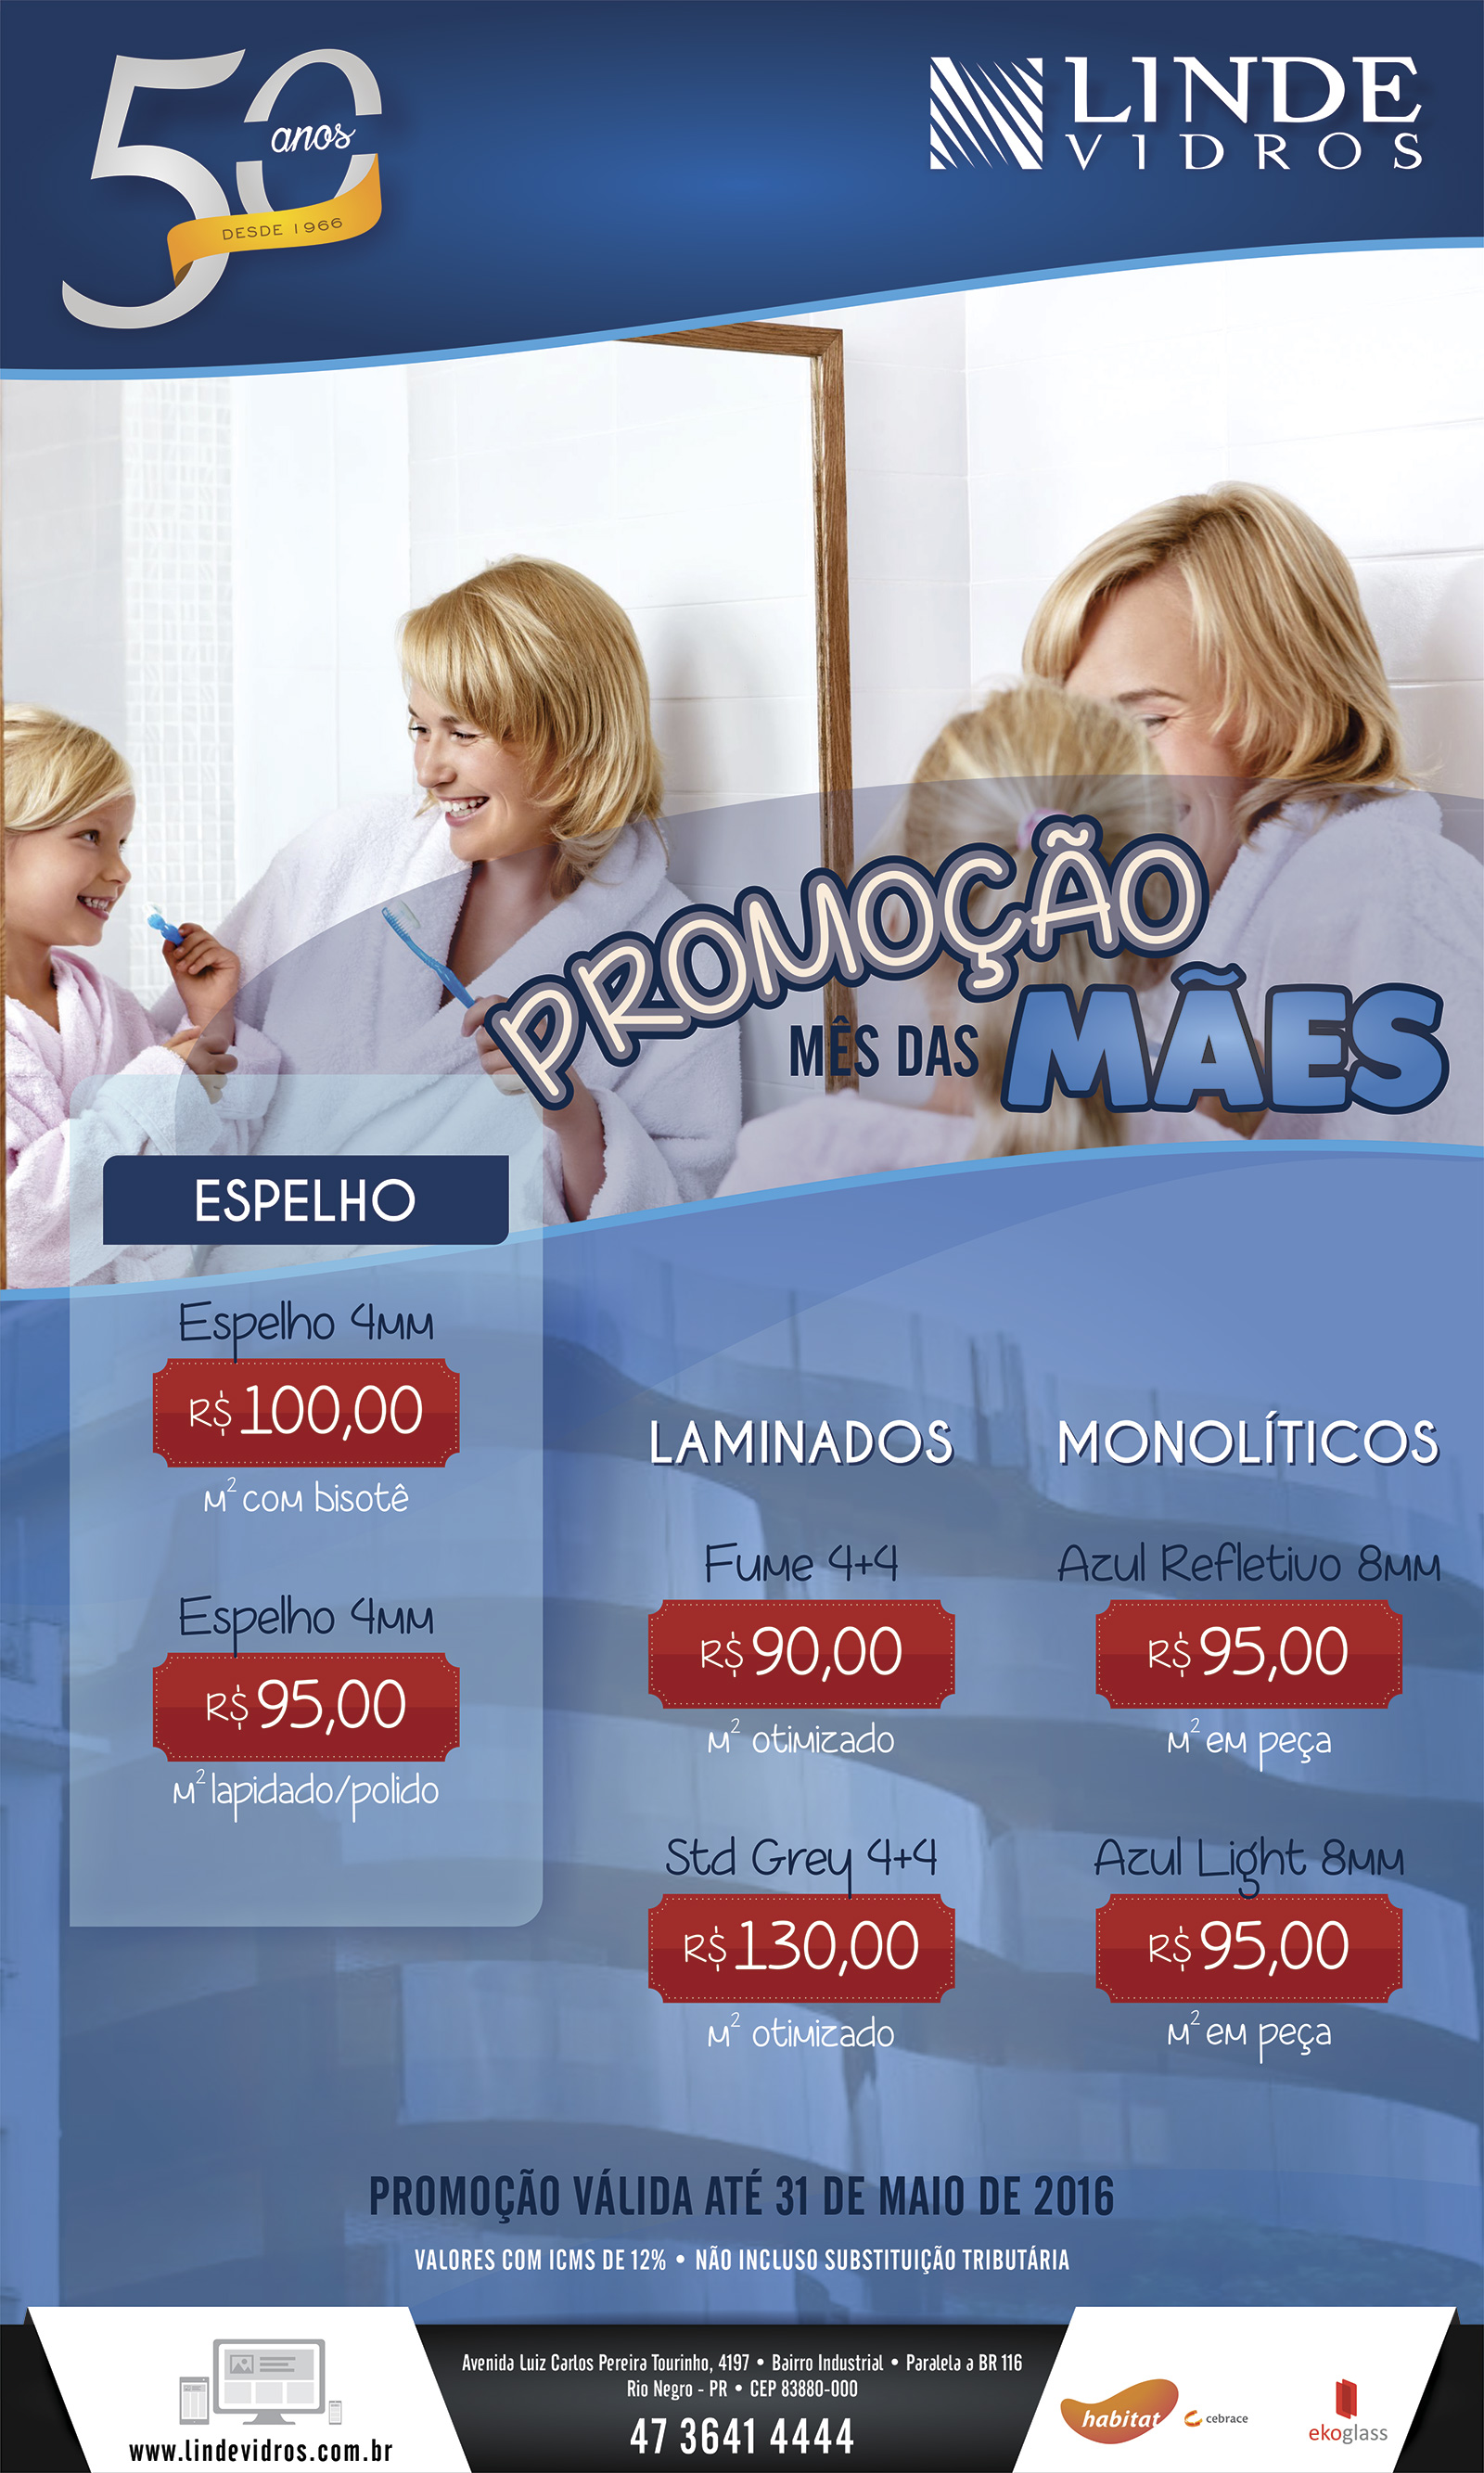 50
anos
DESDE 1966
LINDE
VIDROS
PROMOÇÃO
MÊS DAS MÃES
ESPELHO
Espelho 4mm
R$ 100,00
m² com bisotê
Espelho 4mm
R$ 95,00
m² lapidado/polido
LAMINADOS
Fume 4+4
R$ 90,00
m² otimizado
Std Grey 4+4
R$ 130,00
m² otimizado
MONOLÍTICOS
Azul Refletivo 8mm
R$ 95,00
m² em peça
Azul Light 8mm
R$ 95,00
m² em peça
PROMOÇÃO VÁLIDA ATÉ 31 DE MAIO DE 2016
VALORES COM ICMS DE 12% • NÃO INCLUSO SUBSTITUIÇÃO TRIBUTÁRIA
www.lindevidros.com.br
Avenida Luiz Carlos Pereira Tourinho, 4197 • Bairro Industrial • Paralela a BR 116
Rio Negro - PR • CEP 83880-000
47 3641 4444
habitat
cebrace
ekoglass